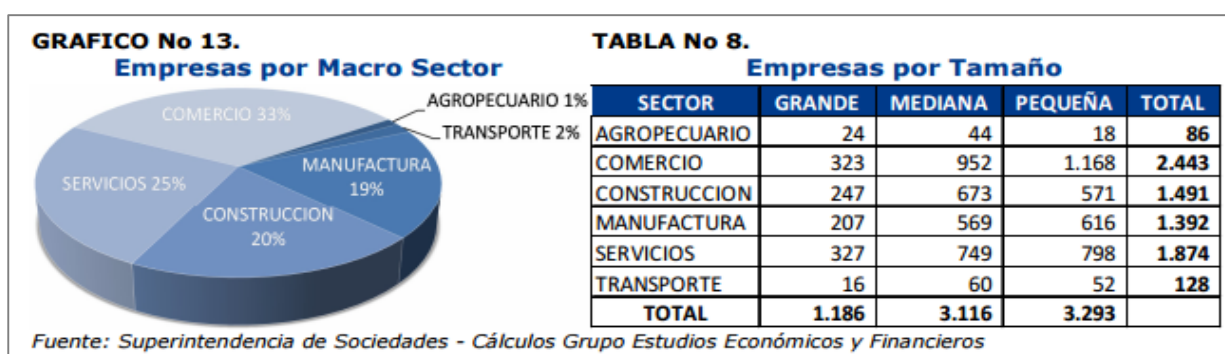 GRAFICO No 13.
Empresas por Macro Sector
COMERCIO 33%
AGROPECUARIO 1%
TRANSPORTE 2%
MANUFACTURA
19%
SERVICIOS 25%
CONSTRUCCION
20%
TABLA No 8.
Empresas por Tamaño
SECTOR GRANDE MEDIANA PEQUEÑA TOTAL
AGROPECUARIO 24 44 18 86
COMERCIO 323 952 1.168 2.443
CONSTRUCCION 247 673 571 1.491
MANUFACTURA 207 569 616 1.392
SERVICIOS 327 749 798 1.874
TRANSPORTE 16 60 52 128
TOTAL 1.186 3.116 3.293
Fuente: Superintendencia de Sociedades - Cálculos Grupo Estudios Económicos y Financieros